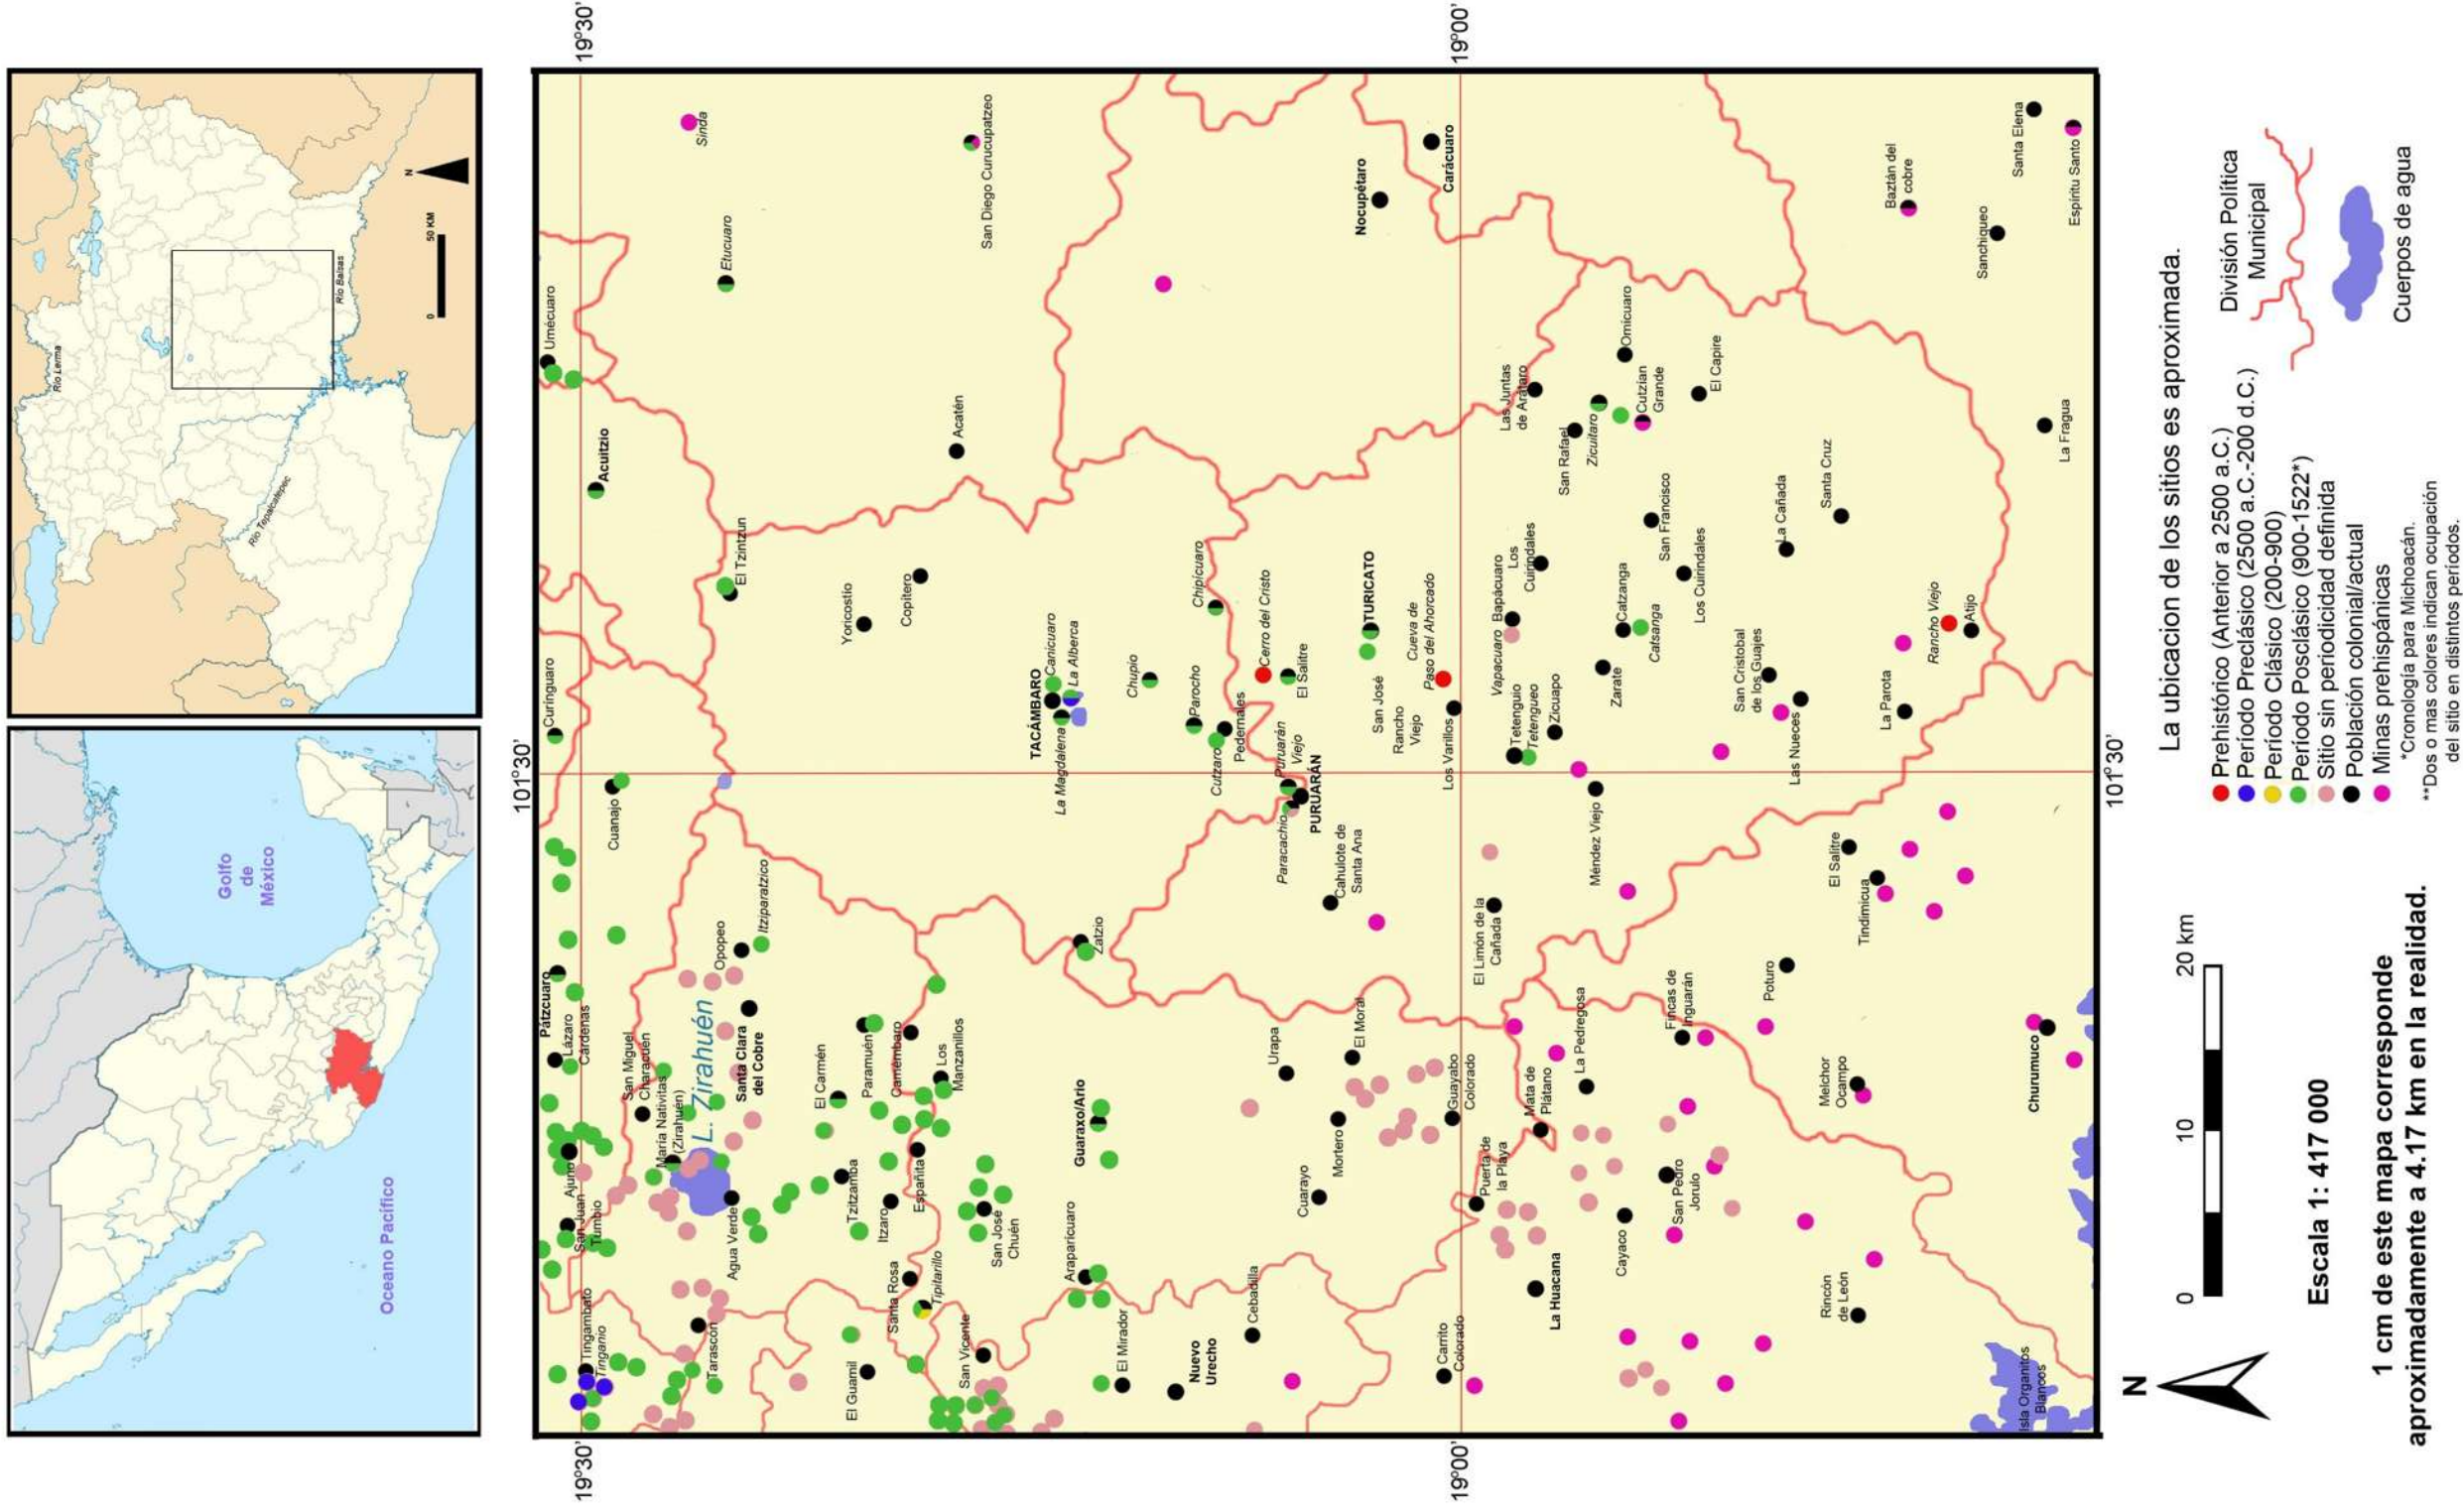 Golfo
de
México
Oceano Pacífico
Río Lerma
Río Tepalcatepec
Río Balsas
0
50 KM
N
101º30'
19º30'
19º30'
19º00'
19º00'
101º30'
Tingambato
Tinganio
San Juan
Tumbio
Ajuno
Lázaro
Cárdenas
Pátzcuaro
Cuanajo
Curínguaro
Acuitzio
Umécuaro
Sinda
San Miguel
Characuén
María Nativitas
(Zirahuén)
L. Zirahuén
Opopeo
Itziparatzico
Santa Clara
del Cobre
Agua Verde
Tarascón
El Tzintzun
Etucuaro
El Carmén
Paramuén
Tzitzamba
Yoricostio
Copitero
Acatén
San Diego Curucupatzeo
El Guamil
Santa Rosa
Tipitarillo
Itzaro
Españita
Camémbaro
Los
Manzanillos
San José
Chuén
San Vicente
Araparicuaro
Guaraxo/Ario
Zatzio
TACÁMBARO
La Magdalena
Canicuaro
La Alberca
Chupio
Parocho
Chipicuaro
Cutzaro
Pedernales
Cerro del Cristo
El Salitre
Puruarán
Viejo
PURUARÁN
Paracachio
El Mirador
Nuevo
Urecho
Cebadilla
Urapa
Cuarayo
Mortero
El Moral
Cahulote de
Santa Ana
San José
Rancho
Viejo
TURICATO
Cueva de
Paso del Ahorcado
Los Varillos
Nocupétaro
Carácuaro
Carrito
Colorado
Guayabo
Colorado
Puerta de
la Playa
El Limón de la
Cañada
Tetenguio
Tetengueo
Zicuapo
Vapacuaro
Bapácuaro
Los
Cuirindales
Las Juntas
de Arátaro
San Rafael
Zicuitaro
Cutzian
Grande
Omicuaro
El Capire
La Huacana
Mata de
Plátano
La Pedregosa
Méndez Viejo
Zarate
Catzanga
Catsanga
San Francisco
Los Cuirindales
Cayaco
San Pedro
Jorulo
Fincas de
Inguarán
Poturo
San Cristobal
de los Guajes
Las Nueces
La Cañada
Santa Cruz
Rincón
de León
Melchor
Ocampo
El Salitre
Tindimicua
La Parota
Rancho Viejo
Atijo
Baztán del
cobre
Sanchiqueo
Santa Elena
Espíritu Santo
La Fragua
Churumuco
Isla Organitos
Blancos
N
0
10
20 km
Escala 1: 417 000
1 cm de este mapa corresponde
aproximadamente a 4.17 km en la realidad.
La ubicacion de los sitios es aproximada.
Prehistórico (Anterior a 2500 a.C.)
Período Preclásico (2500 a.C.-200 d.C.)
Período Clásico (200-900)
Período Posclásico (900-1522*)
Sitio sin periodicidad definida
Población colonial/actual
Minas prehispánicas
*Cronología para Michoacán.
**Dos o mas colores indican ocupación
del sitio en distintos períodos.
División Política
Municipal
Cuerpos de agua